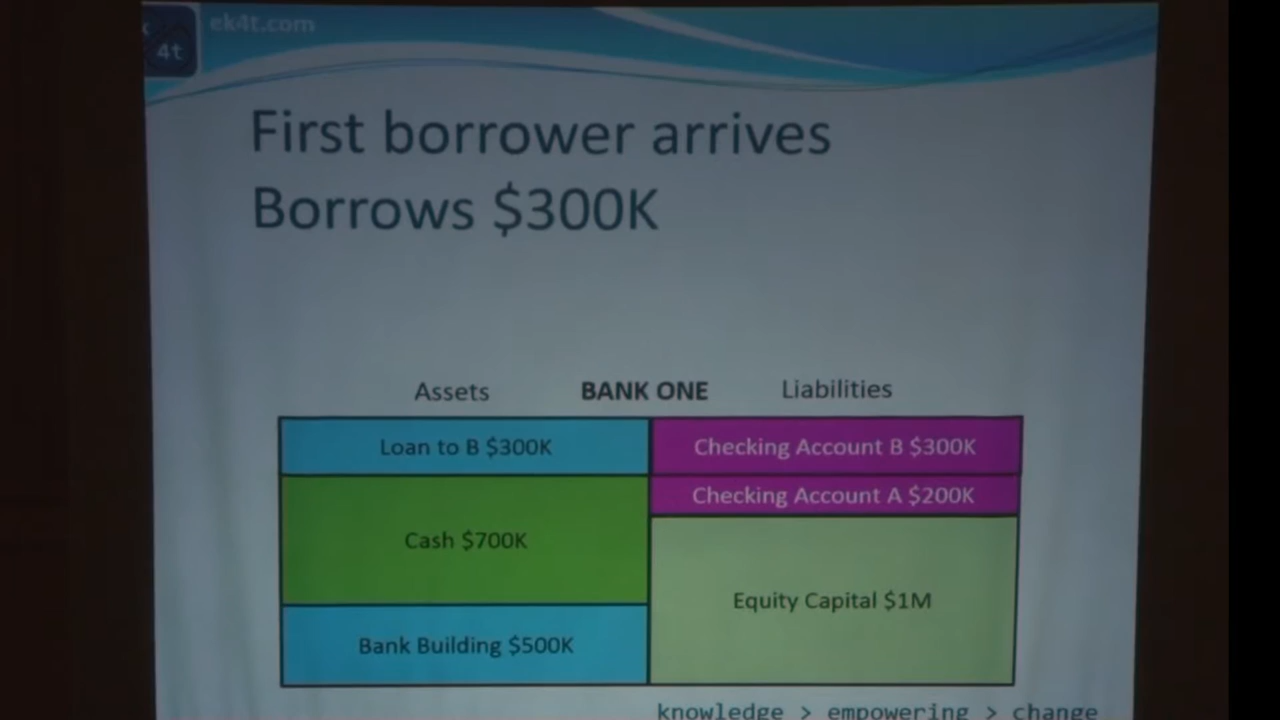 ek4t.com
4t
First borrower arrives
Borrows $300K
Assets BANK ONE Liabilities
Loan to B $300K Checking Account B $300K
Checking Account A $200K
Cash $700K
Equity Capital $1M
Bank Building $500K
knowledge > empowering > change